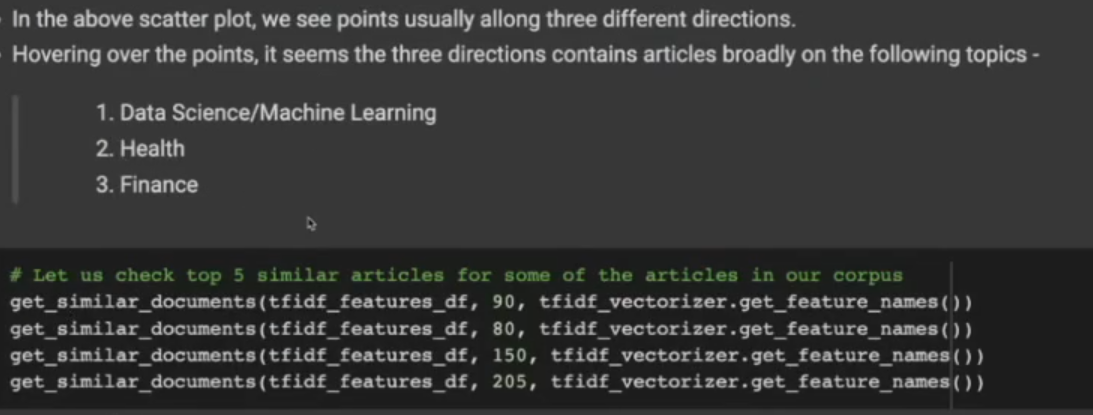 In the above scatter plot, we see points usually allong three different directions.
Hovering over the points, it seems the three directions contains articles broadly on the following topics -
1. Data Science/Machine Learning
2. Health
3. Finance
# Let us check top 5 similar articles for some of the articles in our corpus
get_similar_documents(tfidf_features_df, 90, tfidf_vectorizer.get_feature_names())
get_similar_documents(tfidf_features_df, 80, tfidf_vectorizer.get_feature_names())
get_similar_documents(tfidf_features_df, 150, tfidf_vectorizer.get_feature_names())
get_similar_documents(tfidf_features_df, 205, tfidf_vectorizer.get_feature_names())